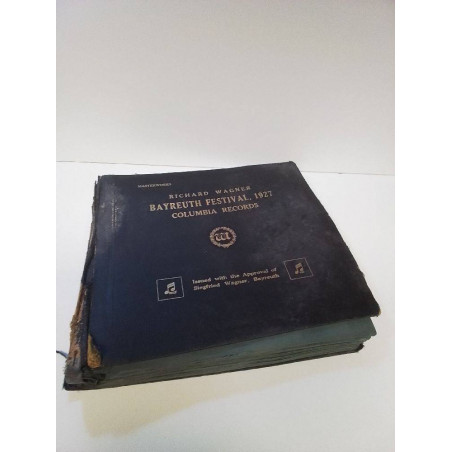 RICHARD WAGNER
BAYREUTH FESTIVAL, 1927
COLUMBIA RECORDS
Issued with the Approval of
Siegfried Wagner, Bayreuth